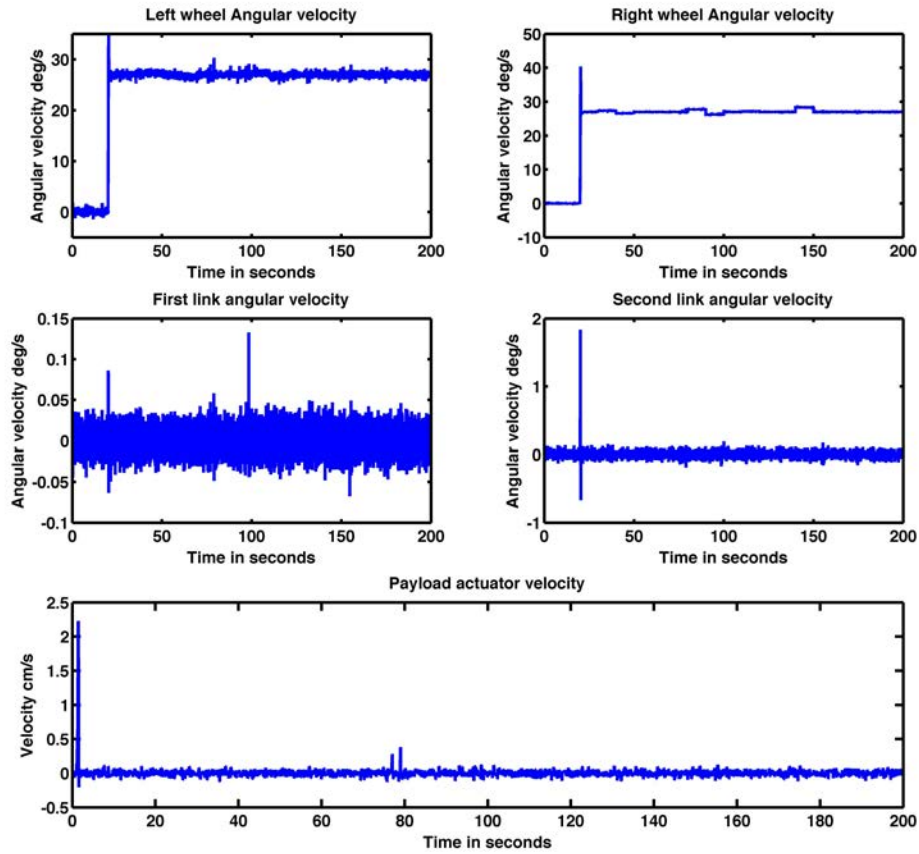 Left wheel Angular velocity
Angular velocity deg/s
30
20
10
0
0 50 100 150 200
Time in seconds
Right wheel Angular velocity
Angular velocity deg/s
50
40
30
20
10
0
-10
0 50 100 150 200
Time in seconds
First link angular velocity
Angular velocity deg/s
0.15
0.1
0.05
0
-0.05
-0.1
0 50 100 150 200
Time in seconds
Second link angular velocity
Angular velocity deg/s
2
1
0
-1
0 50 100 150 200
Time in seconds
Payload actuator velocity
Velocity cm/s
2.5
2
1.5
1
0.5
0
-0.5
0 20 40 60 80 100 120 140 160 180 200
Time in seconds